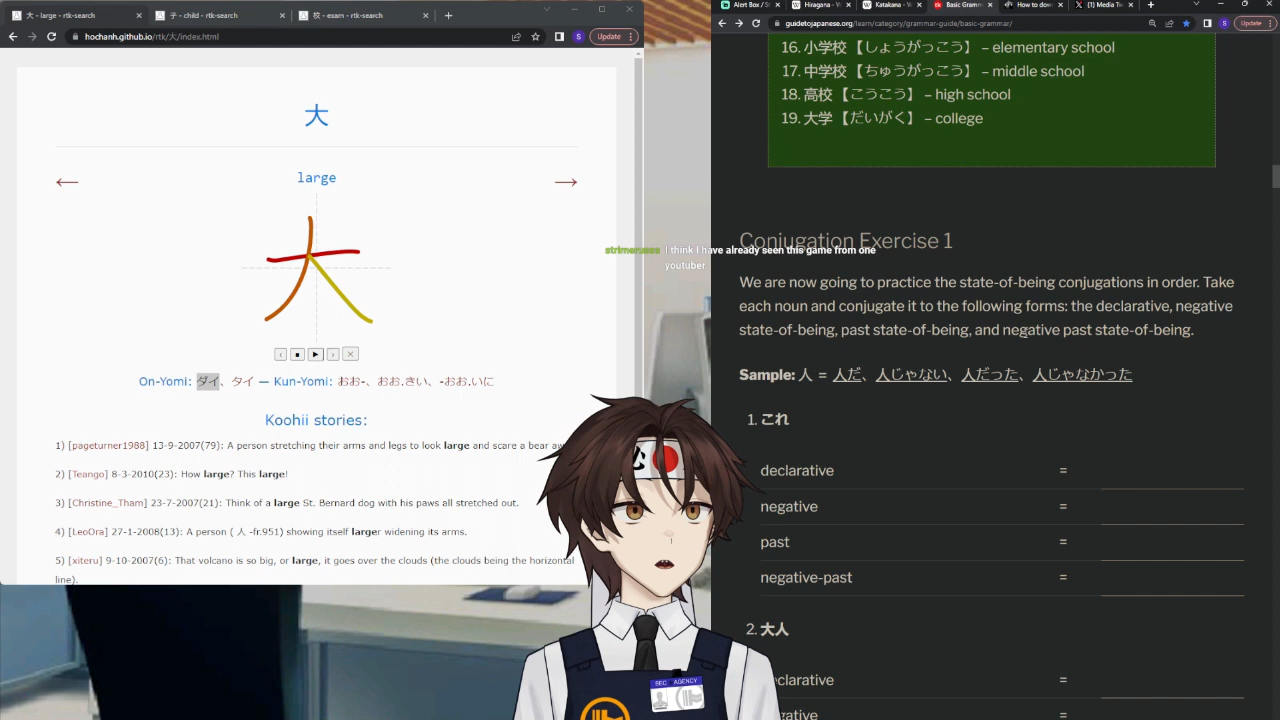 大 - large - rtk-search
子 - child - rtk-search
校 - exam - rtk-search
hochanh.github.io/rtk/大/index.html
Update
大
large
On-Yomi: ダイ、タイ — Kun-Yomi: おお-、おお.きい、-おお.いに
Koohii stories:
1) [pageturner1988] 13-9-2007(79): A person stretching their arms and legs to look large and scare a bear
2) [Teango] 8-3-2010(23): How large? This large!
3) [Christine_Tham] 23-7-2007(21): Think of a large St. Bernard dog with his paws all stretched out.
4) [LeoOra] 27-1-2008(13): A person ( 人 -fr.951) showing itself larger widening its arms.
5) [xiteru] 9-10-2007(6): That volcano is so big, or large, it goes over the clouds (the clouds being the horizontal
line).
Alert Box / S
Hiragana - W
Katakana - W
Basic Gramm
How to down
(1) Media Tw
guidetojapanese.org/learn/category/grammar-guide/basic-grammar/
Update
16. 小学校 【しょうがっこう】 – elementary school
17. 中学校 【ちゅうがっこう】 – middle school
18. 高校 【こうこう】 – high school
19. 大学 【だいがく】 – college
Conjugation Exercise 1
I think I have already seen this game from one
youtuber
We are now going to practice the state-of-being conjugations in order. Take
each noun and conjugate it to the following forms: the declarative, negative
state-of-being, past state-of-being, and negative past state-of-being.
Sample: 人 = 人だ、人じゃない、人だった、人じゃなかった
1. これ
declarative =
negative =
past =
negative-past =
2. 大人
clarative =
gative =
SEC AGENCY